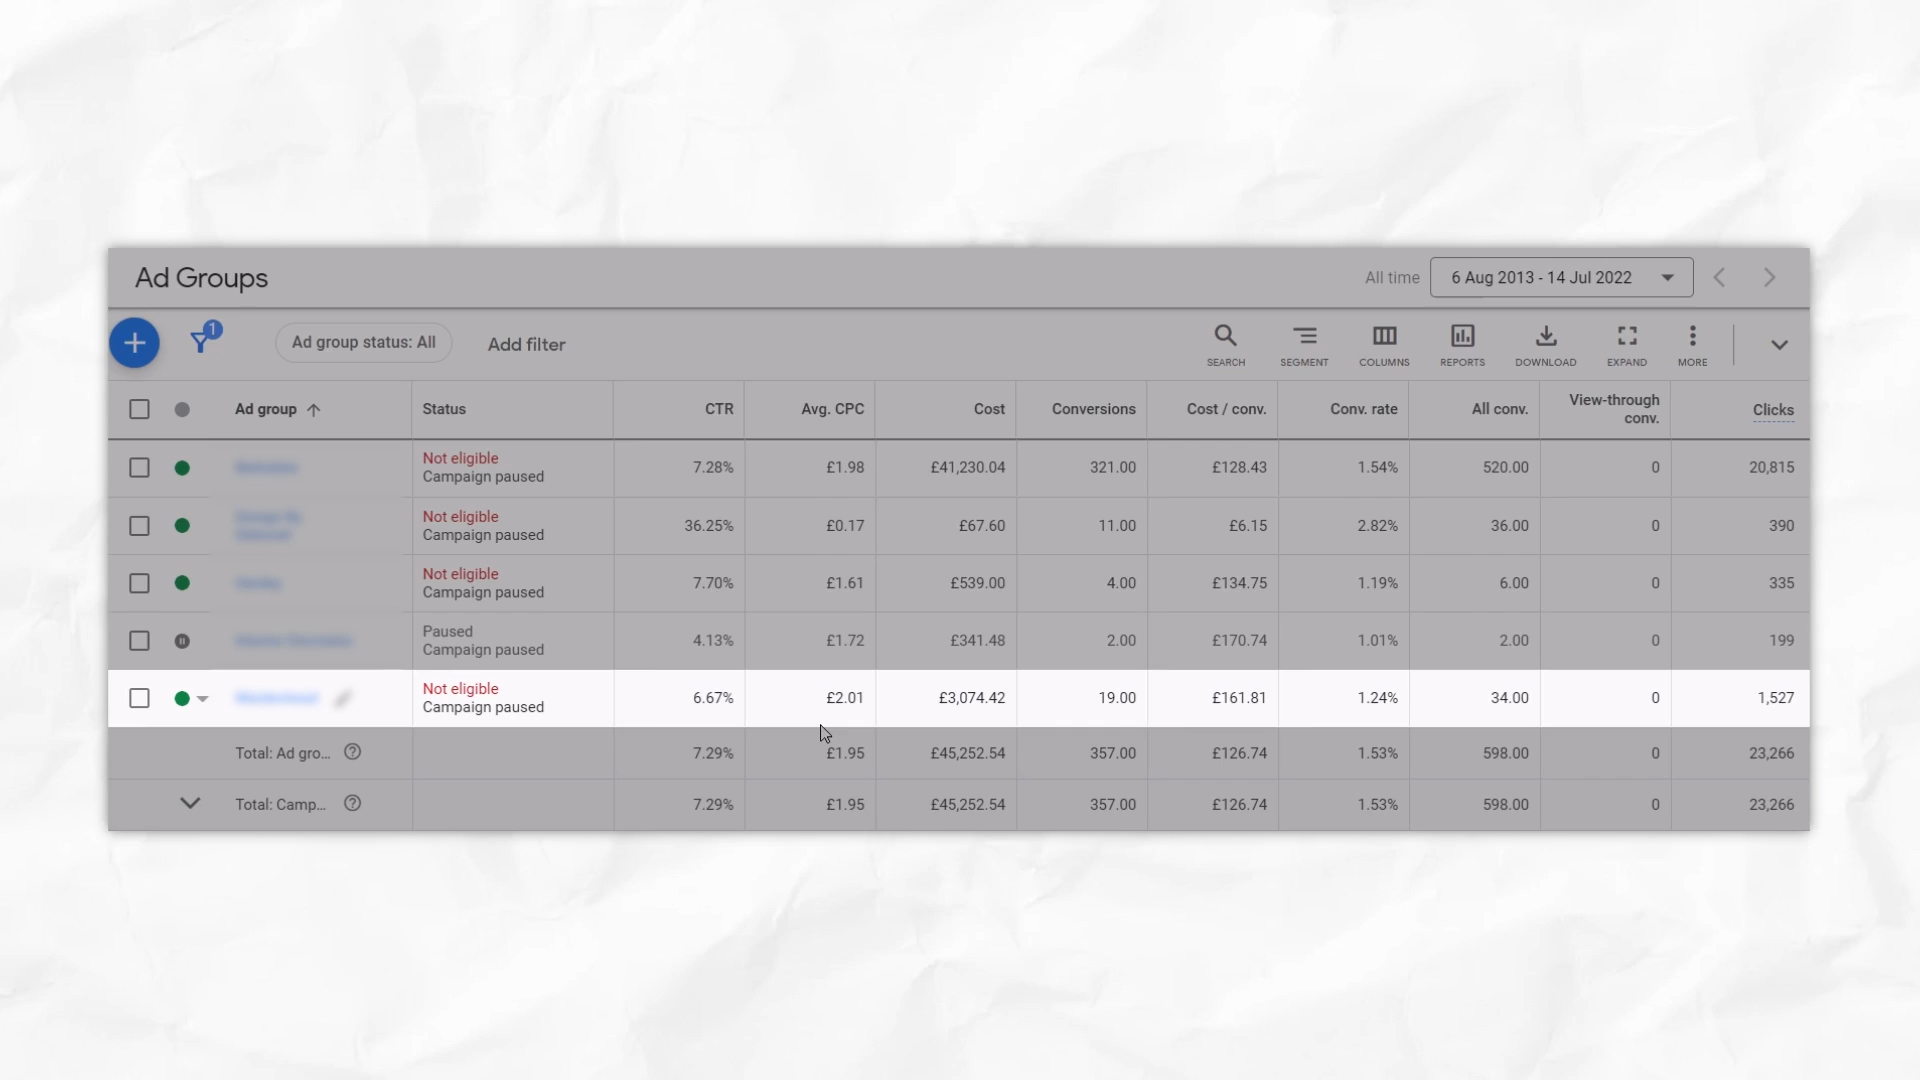 Ad Groups
All time
6 Aug 2013 - 14 Jul 2022
1
Ad group status: All
Add filter
SEARCH
SEGMENT
COLUMNS
REPORTS
DOWNLOAD
EXPAND
MORE
Ad group Status CTR Avg. CPC Cost Conversions Cost / conv. Conv. rate All conv. View-through conv. Clicks
Not eligible
Campaign paused
7.28% £1.98 £41,230.04 321.00 £128.43 1.54% 520.00 0 20,815
Not eligible
Campaign paused
36.25% £0.17 £67.60 11.00 £6.15 2.82% 36.00 0 390
Not eligible
Campaign paused
7.70% £1.61 £539.00 4.00 £134.75 1.19% 6.00 0 335
Paused
Campaign paused
4.13% £1.72 £341.48 2.00 £170.74 1.01% 2.00 0 199
Not eligible
Campaign paused
6.67% £2.01 £3,074.42 19.00 £161.81 1.24% 34.00 0 1,527
Total: Ad gro... 7.29% £1.95 £45,252.54 357.00 £126.74 1.53% 598.00 0 23,266
Total: Camp... 7.29% £1.95 £45,252.54 357.00 £126.74 1.53% 598.00 0 23,266